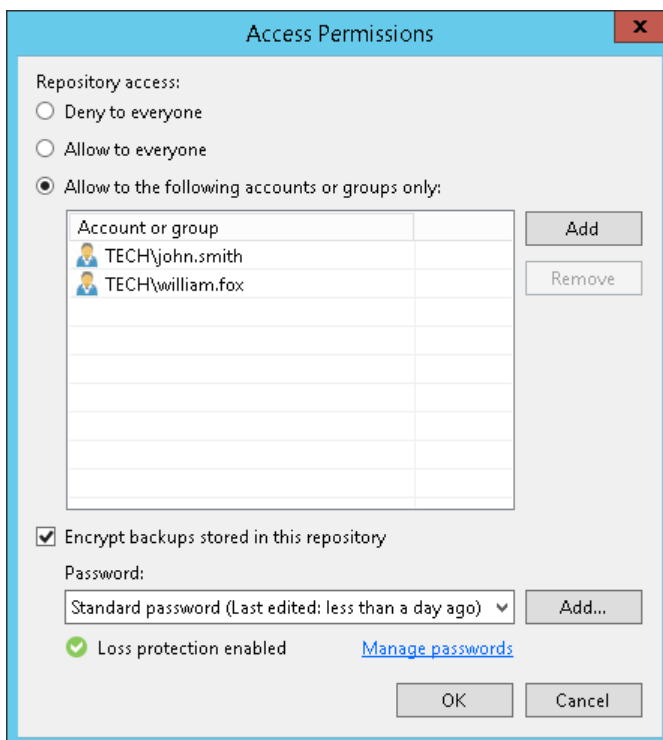 Access Permissions
x
Repository access:
Deny to everyone
Allow to everyone
Allow to the following accounts or groups only:
Account or group
Add
TECH\john.smith
TECH\william.fox
Remove
Encrypt backups stored in this repository
Password:
Standard password (Last edited: less than a day ago)
Add...
Loss protection enabled
Manage passwords
OK
Cancel